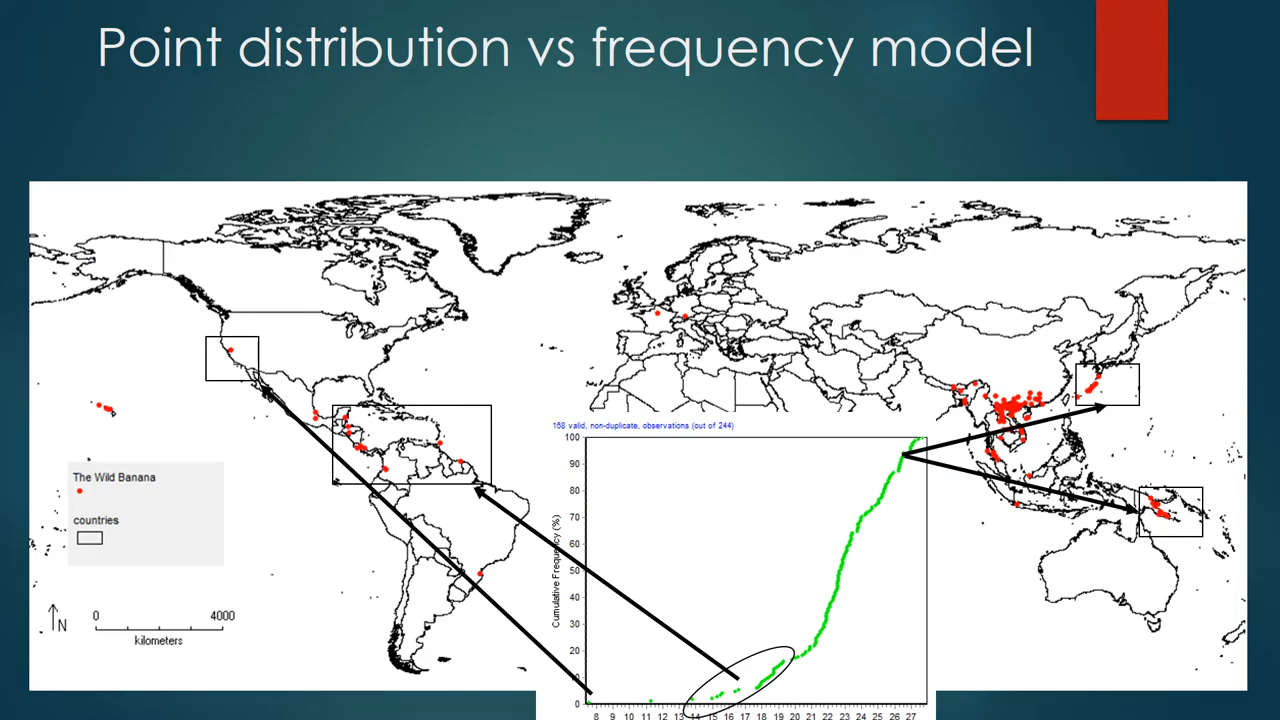 Point distribution vs frequency model
The Wild Banana
countries
N
0 4000
kilometers
168 valid, non-duplicate, observations (out of 244)
Cumulative Frequency (%)
100
90
80
70
60
50
40
30
20
10
0
8 9 10 11 12 13 14 15 16 17 18 19 20 21 22 23 24 25 26 27